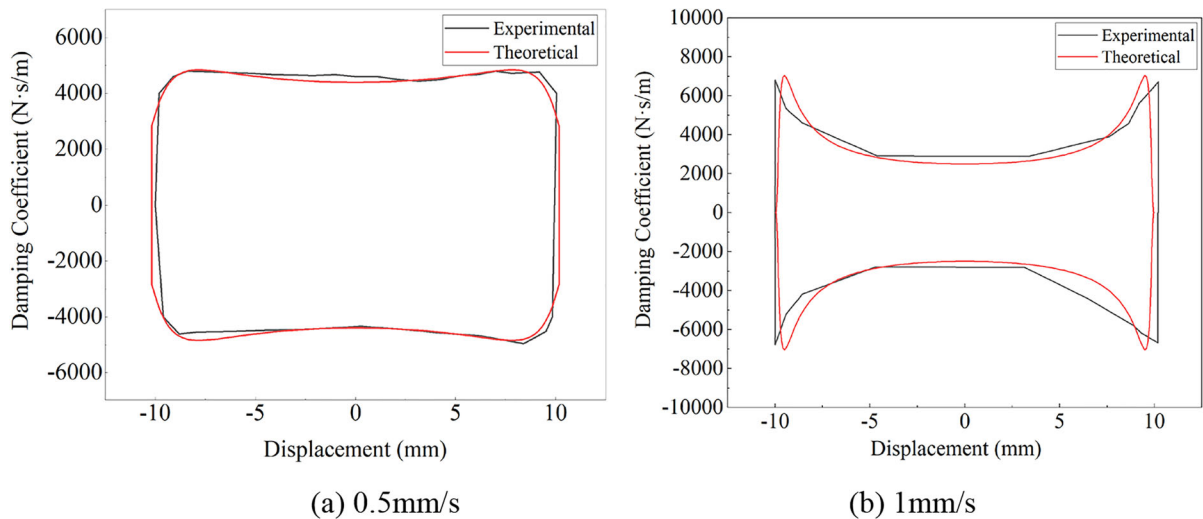 Experimental
Theoretical
6000
4000
2000
0
-2000
-4000
-6000
Damping Coefficient (N·s/m)
-10
-5
0
5
10
Displacement (mm)
(a) 0.5mm/s
Experimental
Theoretical
10000
8000
6000
4000
2000
0
-2000
-4000
-6000
-8000
-10000
Damping Coefficient (N·s/m)
-10
-5
0
5
10
Displacement (mm)
(b) 1mm/s